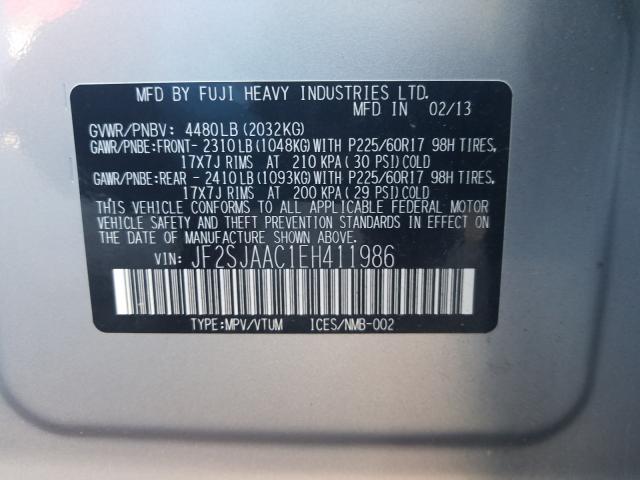 MFD BY FUJI HEAVY INDUSTRIES LTD.
MFD IN 02/13
GVWR/PNBV: 4480LB(2032KG)
GAWR/PNBE:FRONT- 2310LB(1048KG)WITH P225/60R17 98H TIRES,
17X7J RIMS AT 210 KPA( 30 PSI)COLD
GAWR/PNBE:REAR - 2410LB(1093KG)WITH P225/60R17 98H TIRES,
17X7J RIMS AT 200 KPA(29 PSI)COLD
THIS VEHICLE CONFORMS TO ALL APPLICABLE FEDERAL MOTOR
VEHICLE SAFETY AND THEFT PREVENTION STANDARDS IN EFFECT ON
THE DATE OF MANUFACTURE SHOWN ABOVE.
VIN: JF2SJAAC1EH411986
TYPE:MPV/VTUM ICES/NMB-002